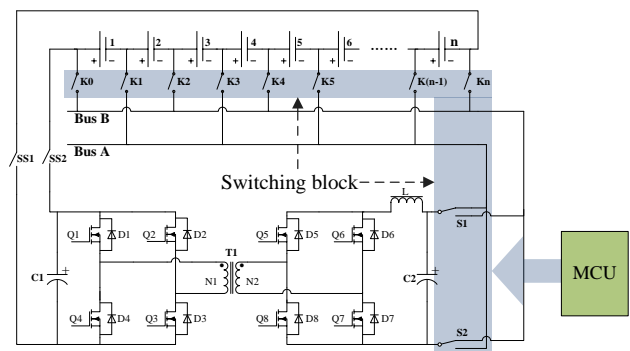 1 2 3 4 5 6 n
+ + + + + + ...... +
K0 K1 K2 K3 K4 K5 K(n-1) Kn
Bus B
Bus A
SS1 SS2
Switching block
L
Q1 D1 Q2 D2 Q5 D5 Q6 D6
S1
T1
C1 + N1 N2 C2 +
MCU
Q4 D4 Q3 D3 Q8 D8 Q7 D7
S2